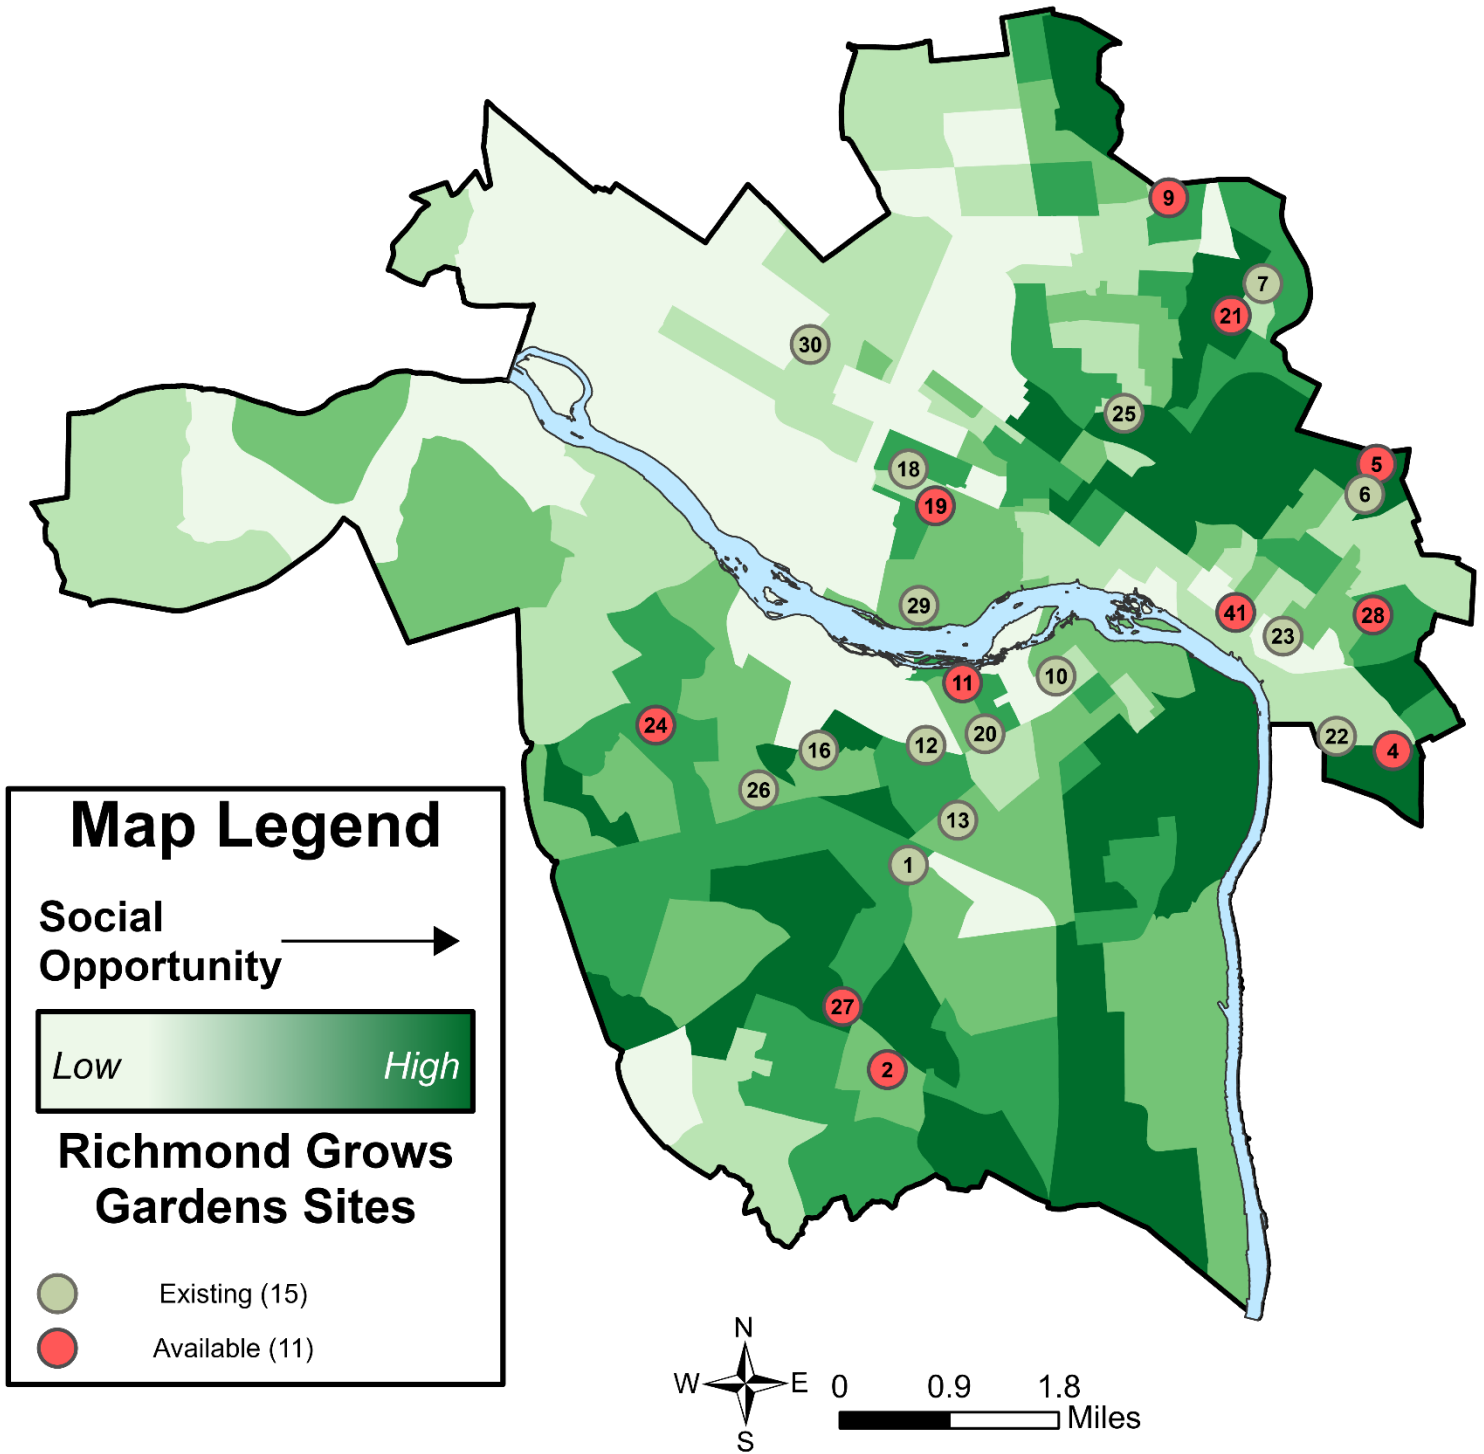 9
7
21
30
25
18
5
6
19
29
41
28
23
11
10
24
20
12
22
16
4
26
13
1
27
2
Map Legend
Social
Opportunity
Low
High
Richmond Grows
Gardens Sites
Existing (15)
Available (11)
N
W
E
S
0
0.9
1.8
Miles